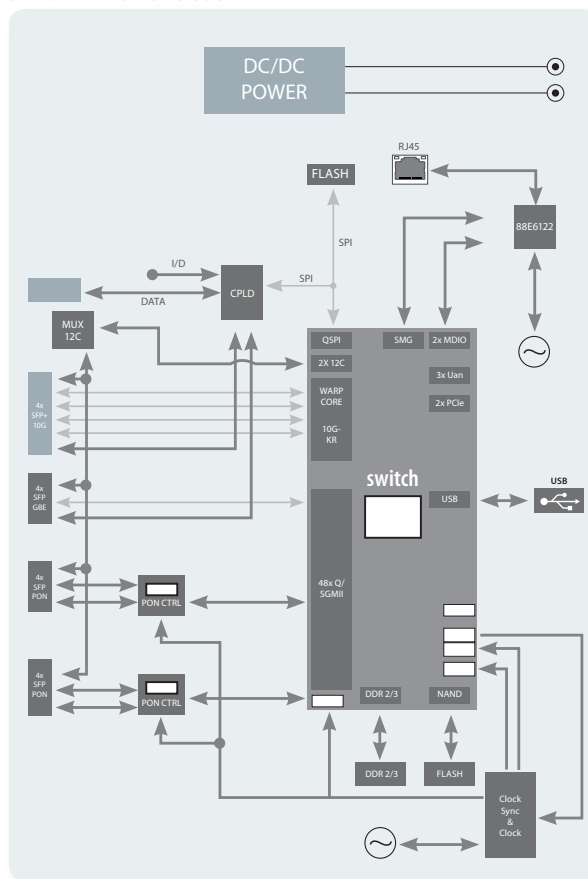 DC/DC
POWER
RJ45
FLASH
88E6122
SPI
I/D
SPI
CPLD
DATA
MUX
12C
QSPI
SMG
2x MDIO
2X 12C
3x Uan
WARP
CORE
2x PCIe
10G-
KR
4x
SFP+
10G
switch
USB
USB
4x
SFP
GBE
48x Q/
SGMII
4x
SFP
PON
PON CTRL
4x
SFP
PON
PON CTRL
DDR 2/3
NAND
DDR 2/3
FLASH
Clock
Sync
&
Clock